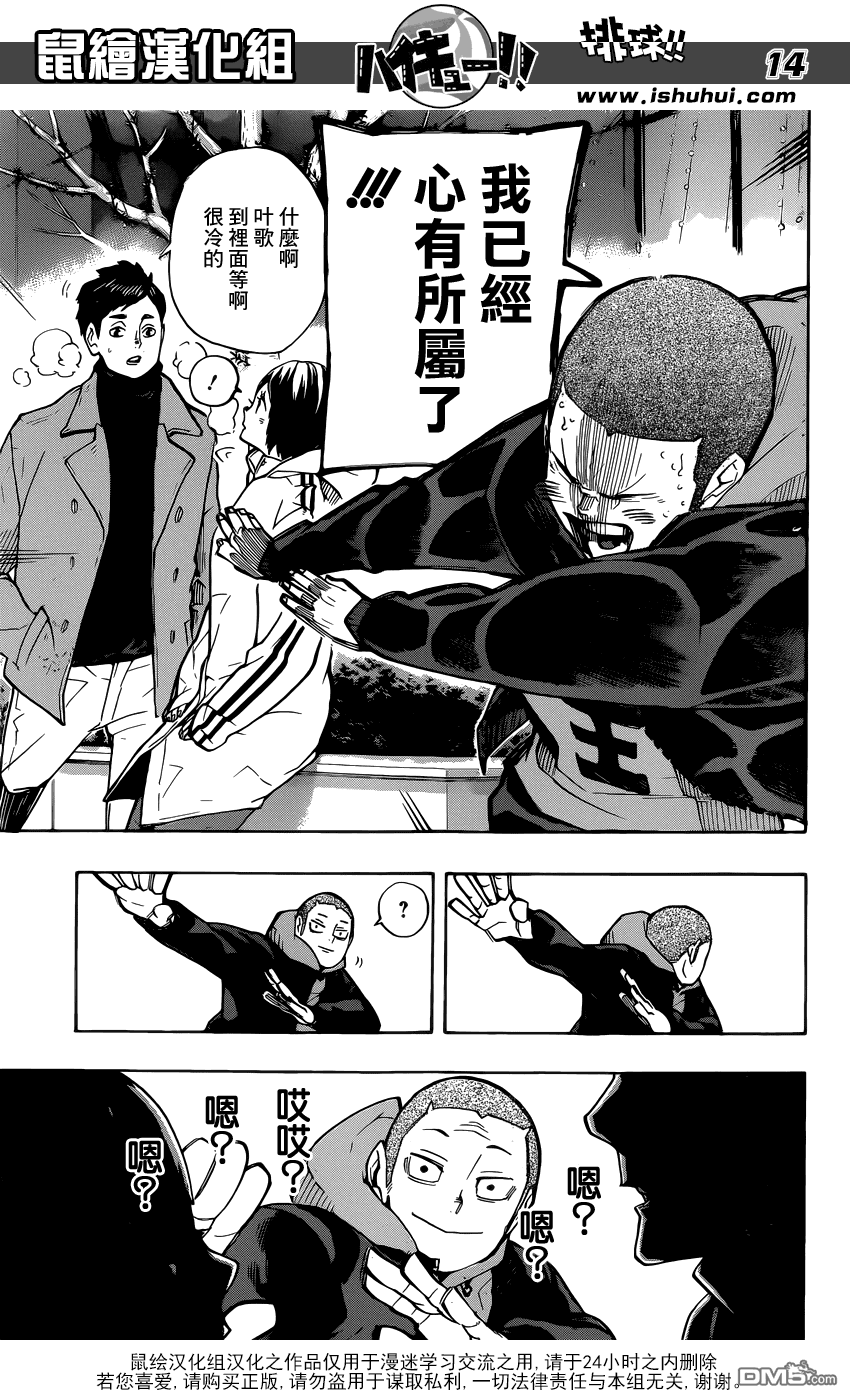 鼠繪漢化組
ハイキュー!!
排球!!
14
www.ishuhui.com
我已經
心有所屬了
!!!
什麼啊
叶歌
到裡面等啊
很冷的
!
王
?
哎哎?
嗯?
嗯?
嗯?
嗯?
鼠绘汉化组汉化之作品仅用于漫迷学习交流之用, 请于24小时之内删除
若您喜爱, 请购买正版, 请勿盗用于谋取私利, 一切法律责任与本组无关, 谢谢。
DM5.com